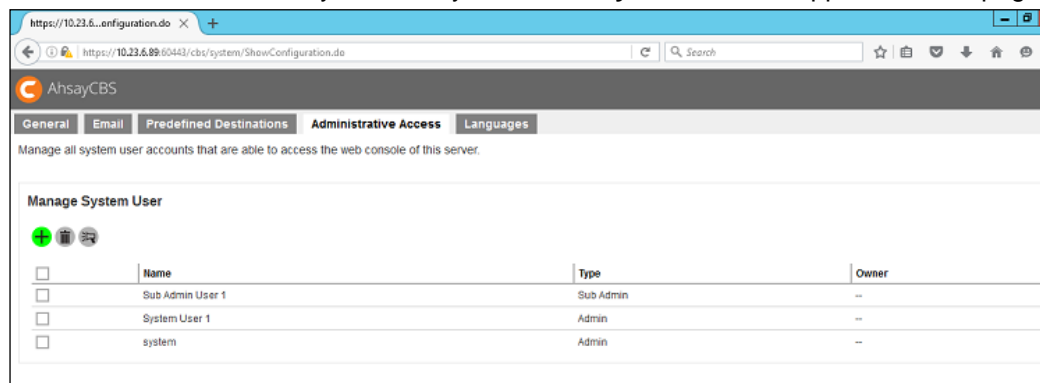 https://10.23.6...onfiguration.do
https://10.23.6.89:60443/cbs/system/ShowConfiguration.do
Search
AhsayCBS
General Email Predefined Destinations Administrative Access Languages
Manage all system user accounts that are able to access the web console of this server.
Manage System User
Name Type Owner
Sub Admin User 1 Sub Admin --
System User 1 Admin --
system Admin --